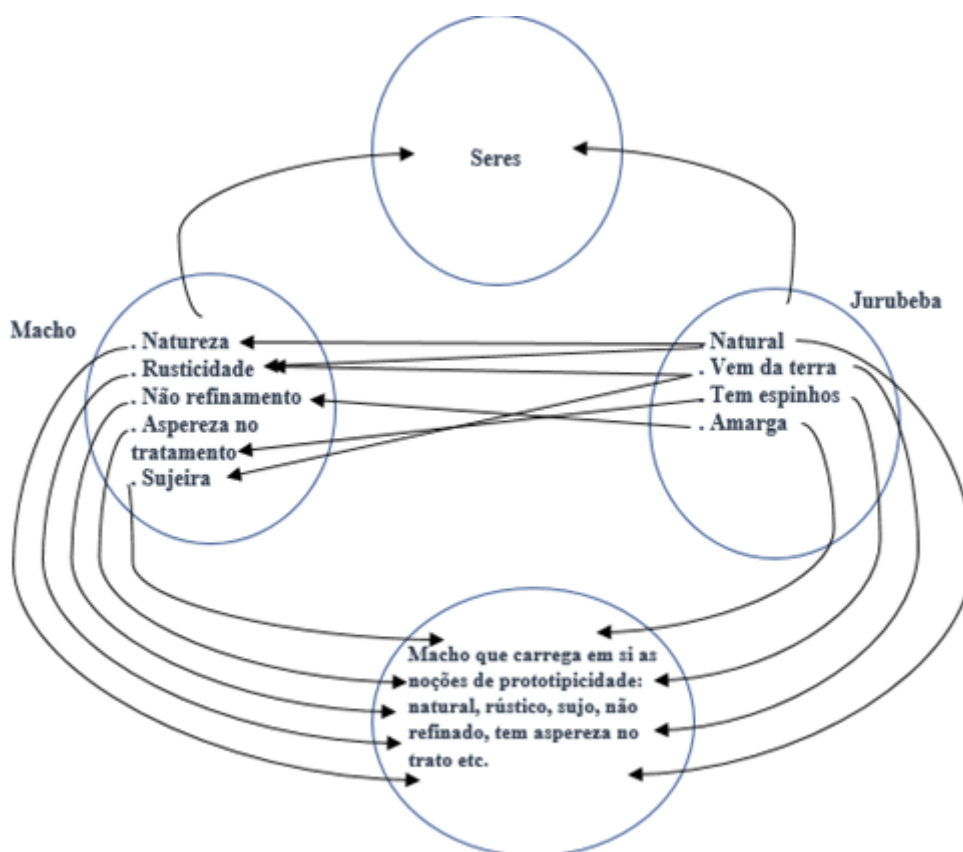 Seres
Macho
. Natureza
. Rusticidade
. Não refinamento
. Aspereza no
tratamento
. Sujeira
Jurubeba
. Natural
. Vem da terra
. Tem espinhos
. Amarga
Macho que carrega em si as
noções de prototipicidade:
natural, rústico, sujo, não
refinado, tem aspereza no
trato etc.